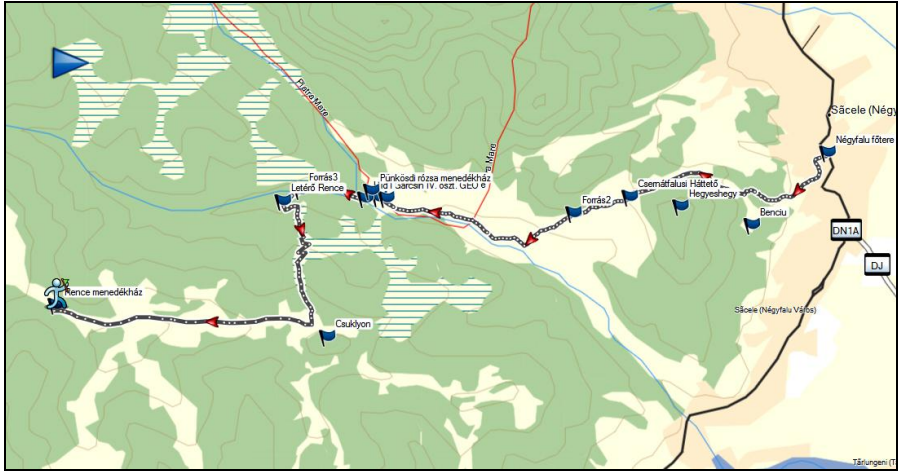 Piatra Mare
Săcele (Négy
Négyfalu főtere
Pünkösdi rózsa menedékház
Forrás3
Letérő Rence
Csernátfalusi Háttető
Hegyeshegy
Forrás2
Benciu
DN1A
DJ
Rence menedékház
Csuklyon
Săcele (Négyfalu Város)
Tărlungeni (T